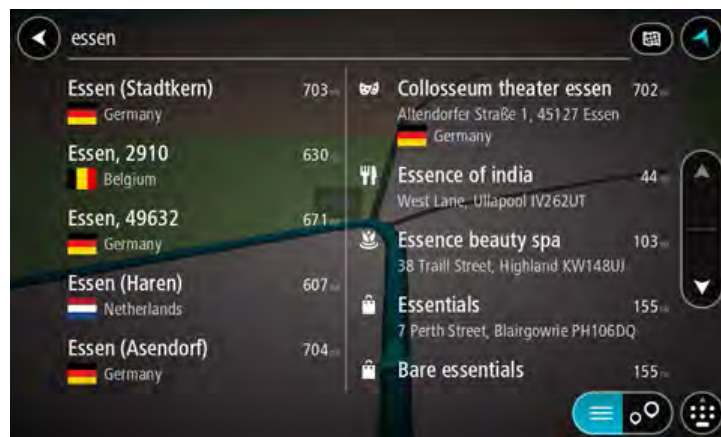 essen
Essen (Stadtkern) 703
Germany
Essen, 2910 630
Belgium
Essen, 49632 671
Germany
Essen (Haren) 607
Netherlands
Essen (Asendorf) 704
Germany
Collosseum theater essen 702
Altendorfer Straße 1, 45127 Essen
Germany
Essence of india 44
West Lane, Ullapool IV262UT
Essence beauty spa 103
38 Traill Street, Highland KW148UJ
Essentials 155
7 Perth Street, Blairgowrie PH106DQ
Bare essentials 155